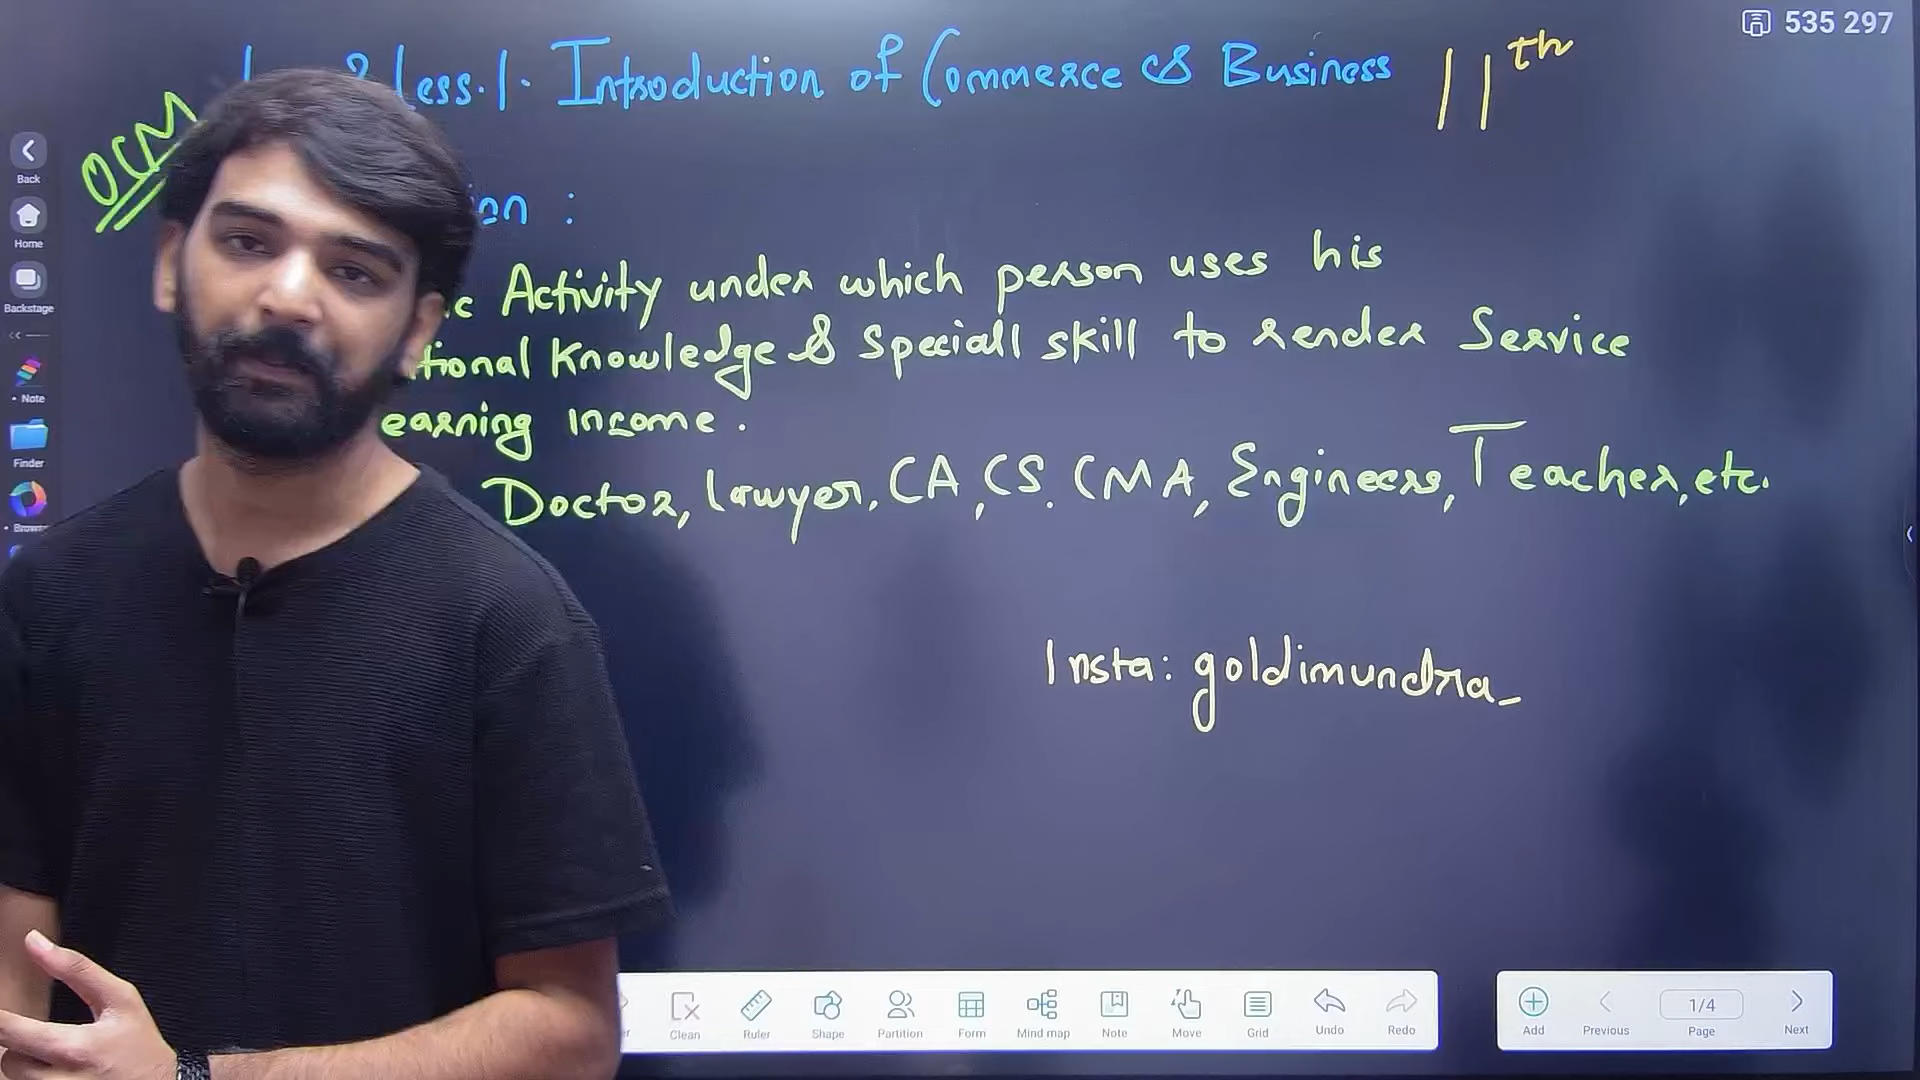 535 297
Less.1. Introduction of Commerce & Business 11th
OCM
Activity under which person uses his
Knowledge & Speciall skill to render Service
earning income.
Doctor, Lawyer, CA, CS. CMA, Engineers, Teacher, etc.
Insta: goldimundra_
Back
Home
Backstage
Note
Finder
Clean
Ruler
Shape
Partition
Form
Mind map
Note
Move
Grid
Undo
Redo
Add
Previous
1/4
Page
Next